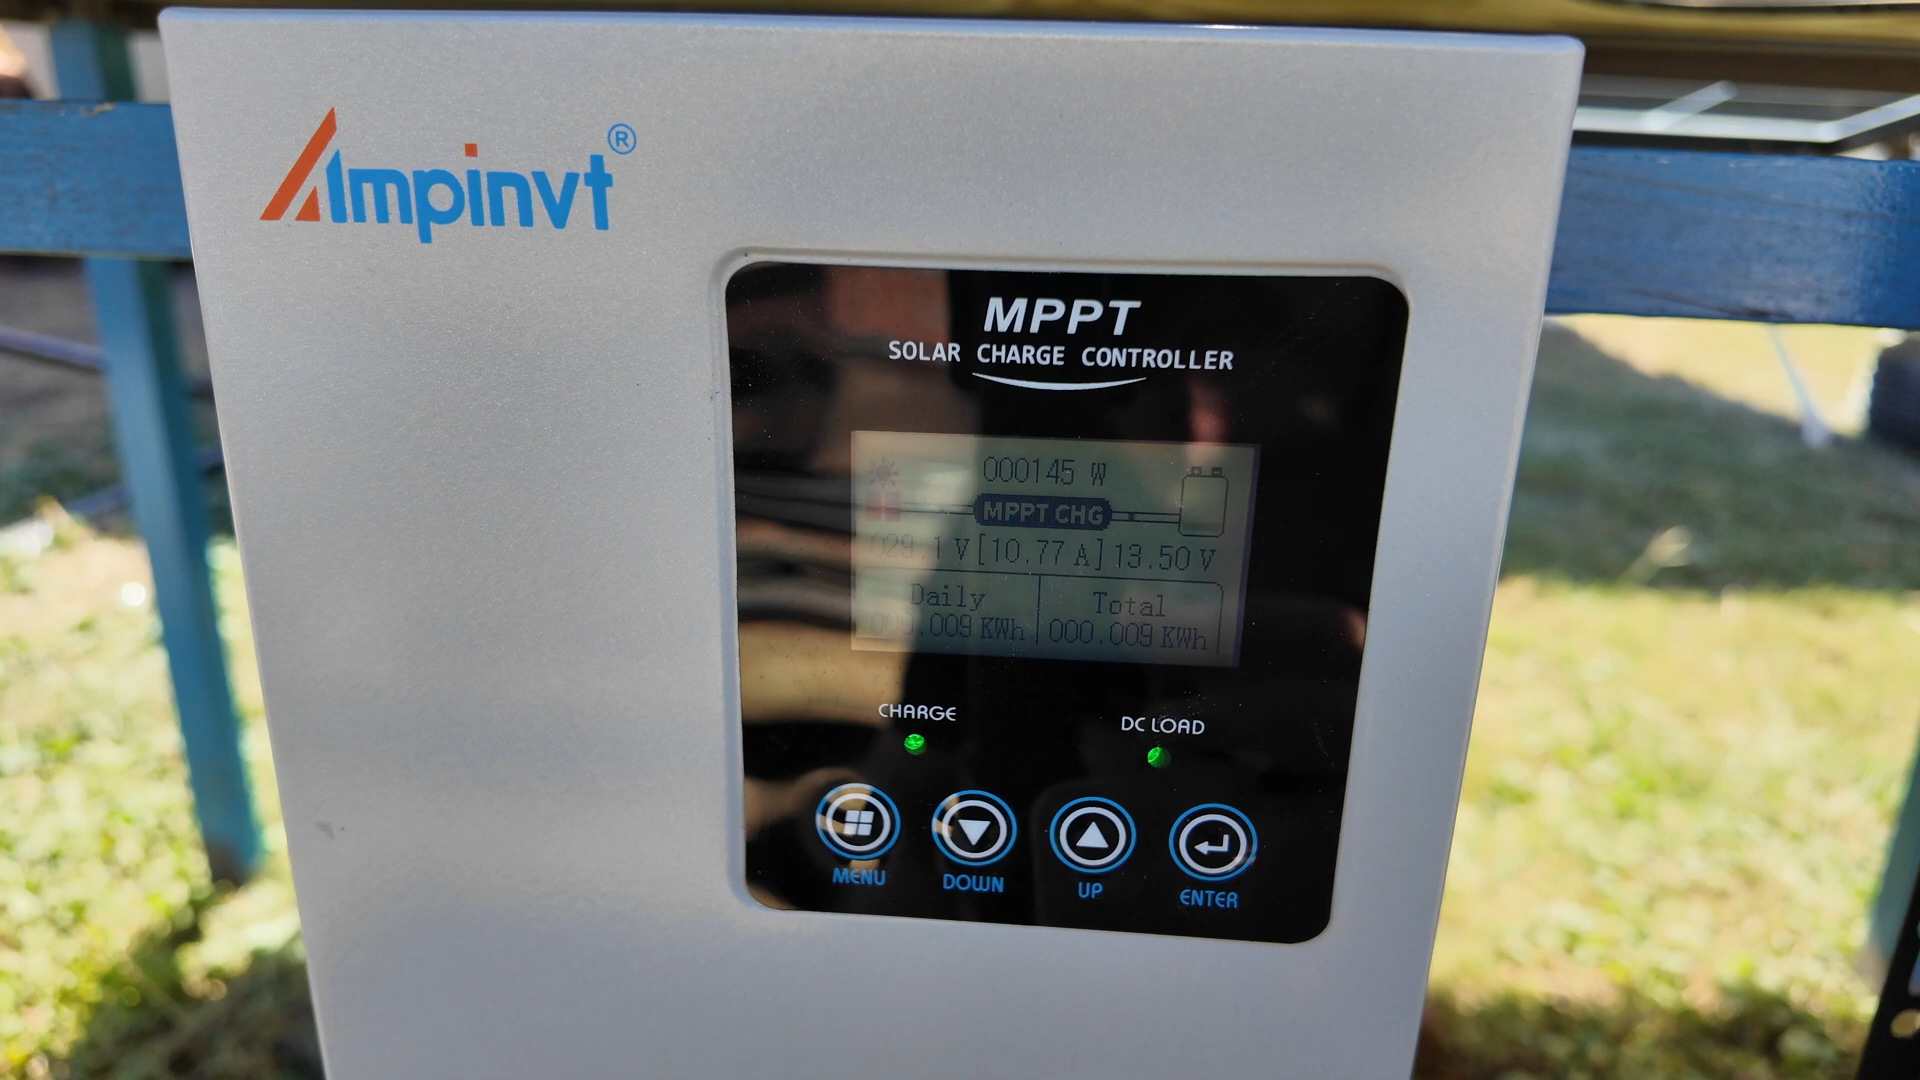 Ampinvt®
MPPT
SOLAR CHARGE CONTROLLER
000145 W
MPPT CHG
029.1 V [10.77 A] 13.50 V
Daily Total
000.009 KWh 000.009 KWh
CHARGE DC LOAD
MENU DOWN UP ENTER